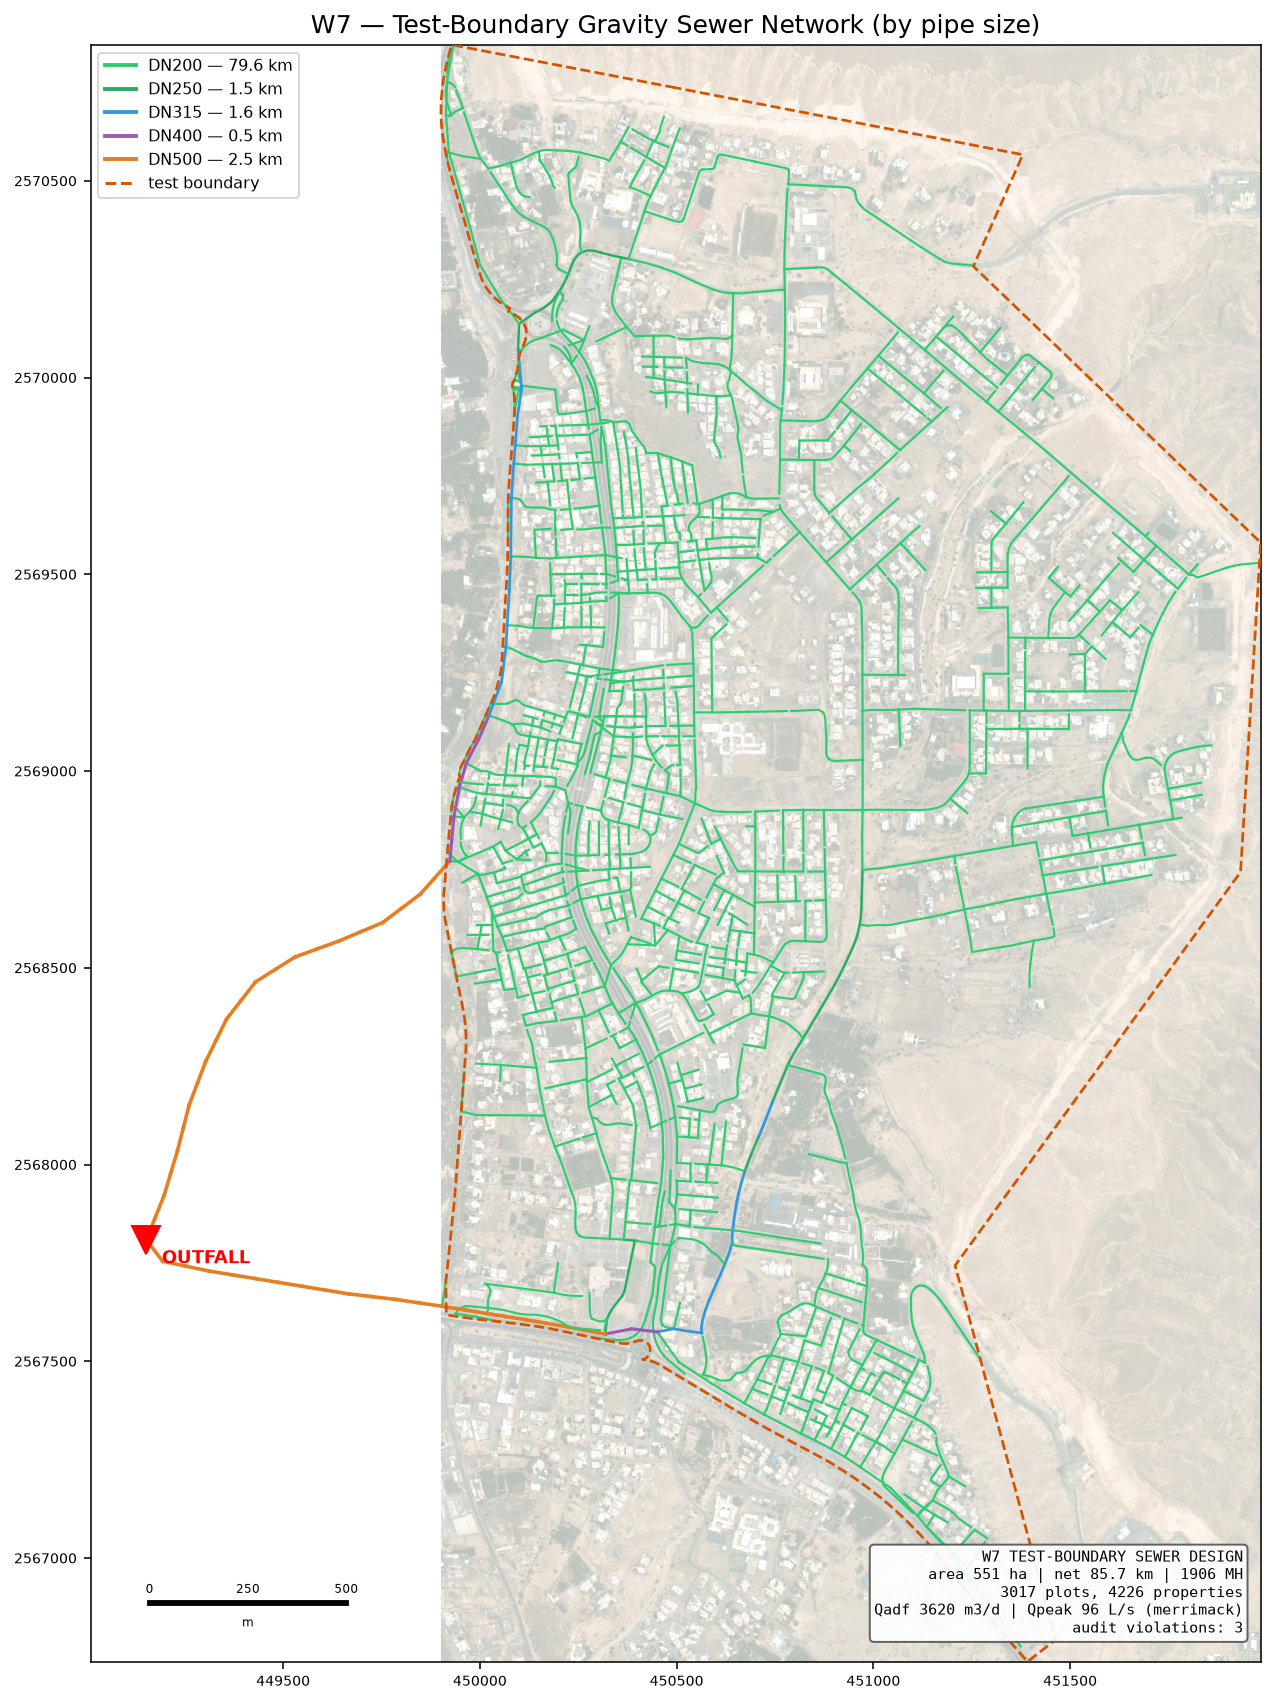 W7 — Test-Boundary Gravity Sewer Network (by pipe size)
DN200 — 79.6 km
DN250 — 1.5 km
DN315 — 1.6 km
DN400 — 0.5 km
DN500 — 2.5 km
test boundary
2570500
2570000
2569500
2569000
2568500
2568000
2567500
2567000
OUTFALL
0 250 500
m
W7 TEST-BOUNDARY SEWER DESIGN
area 551 ha | net 85.7 km | 1906 MH
3017 plots, 4226 properties
Qadf 3620 m3/d | Qpeak 96 L/s (merrimack)
audit violations: 3
449500 450000 450500 451000 451500